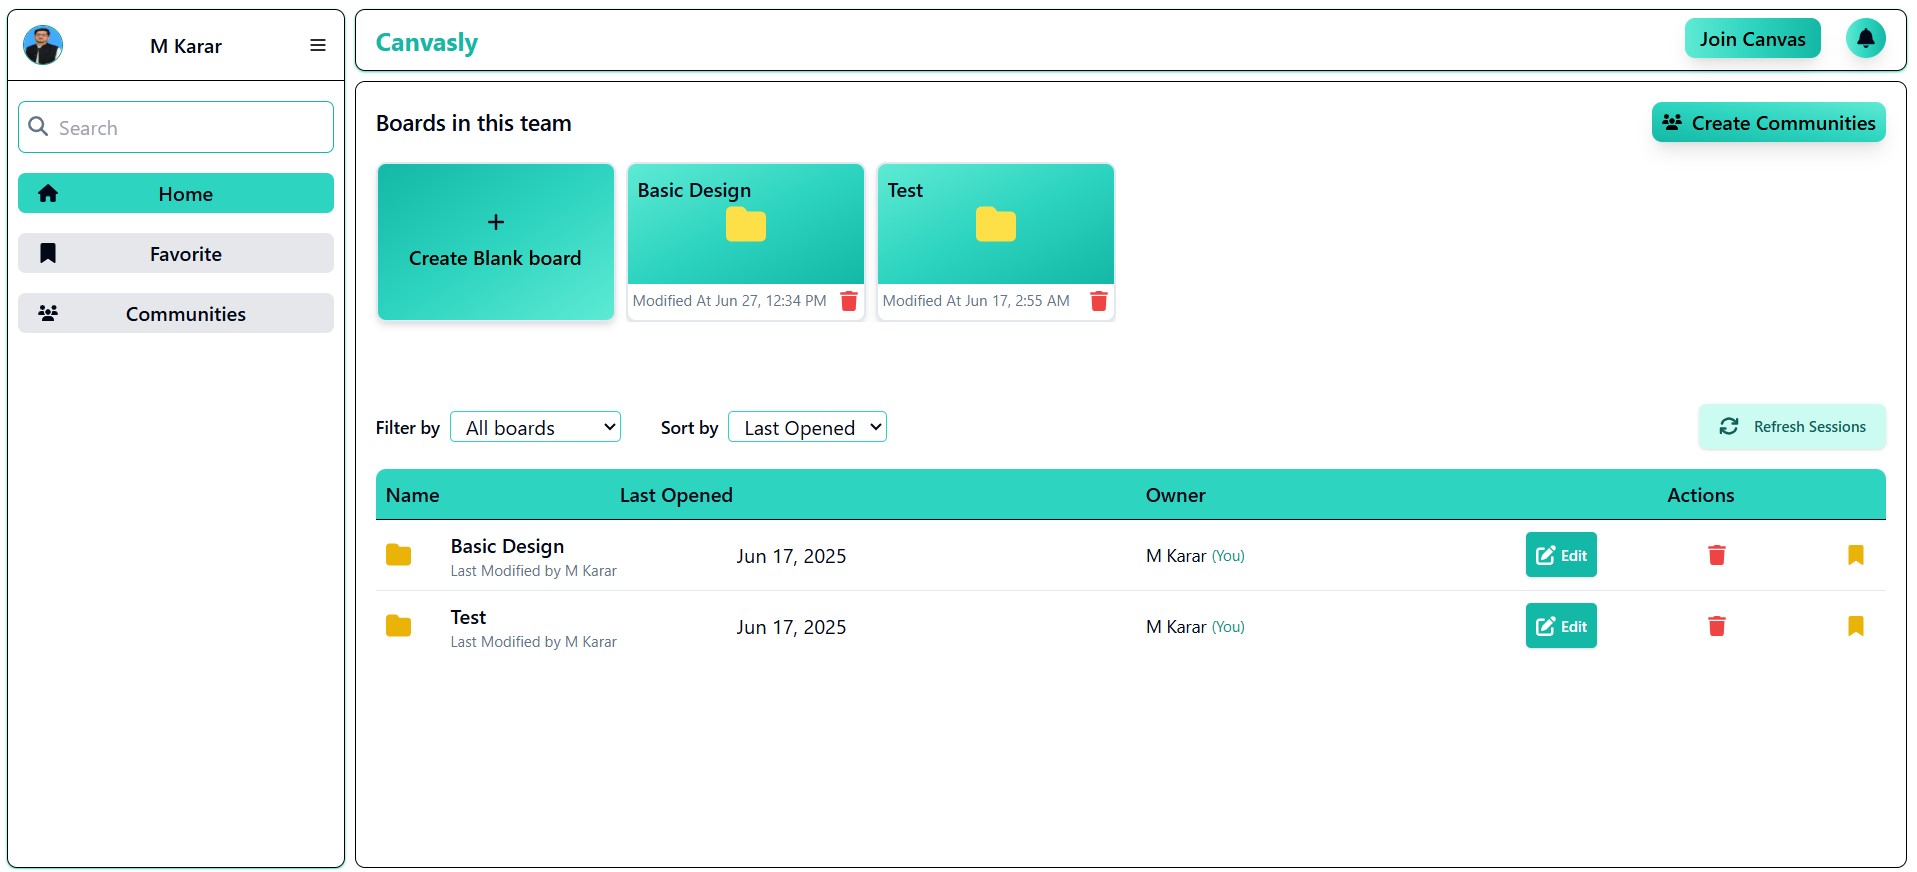 M Karar
Search
Home
Favorite
Communities
Canvasly
Join Canvas
Boards in this team
Create Communities
+
Create Blank board
Basic Design
Modified At Jun 27, 12:34 PM
Test
Modified At Jun 17, 2:55 AM
Filter by All boards Sort by Last Opened
Refresh Sessions
Name Last Opened Owner Actions
Basic Design
Last Modified by M Karar
Jun 17, 2025
M Karar (You)
Edit
Test
Last Modified by M Karar
Jun 17, 2025
M Karar (You)
Edit